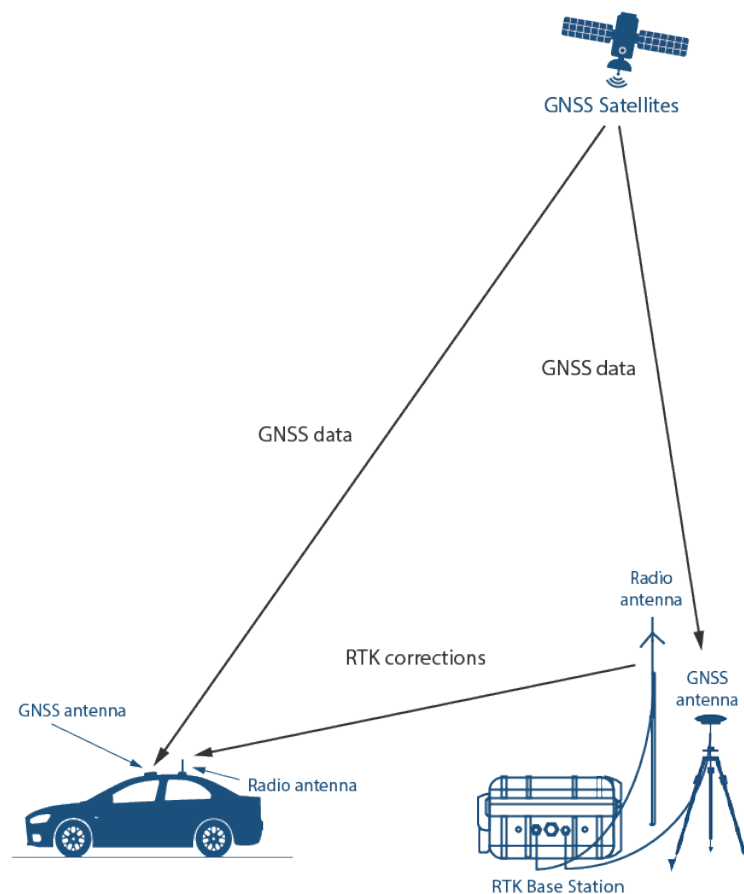 GNSS Satellites
GNSS data
GNSS data
Radio
antenna
RTK corrections
GNSS
antenna
GNSS antenna
Radio antenna
RTK Base Station